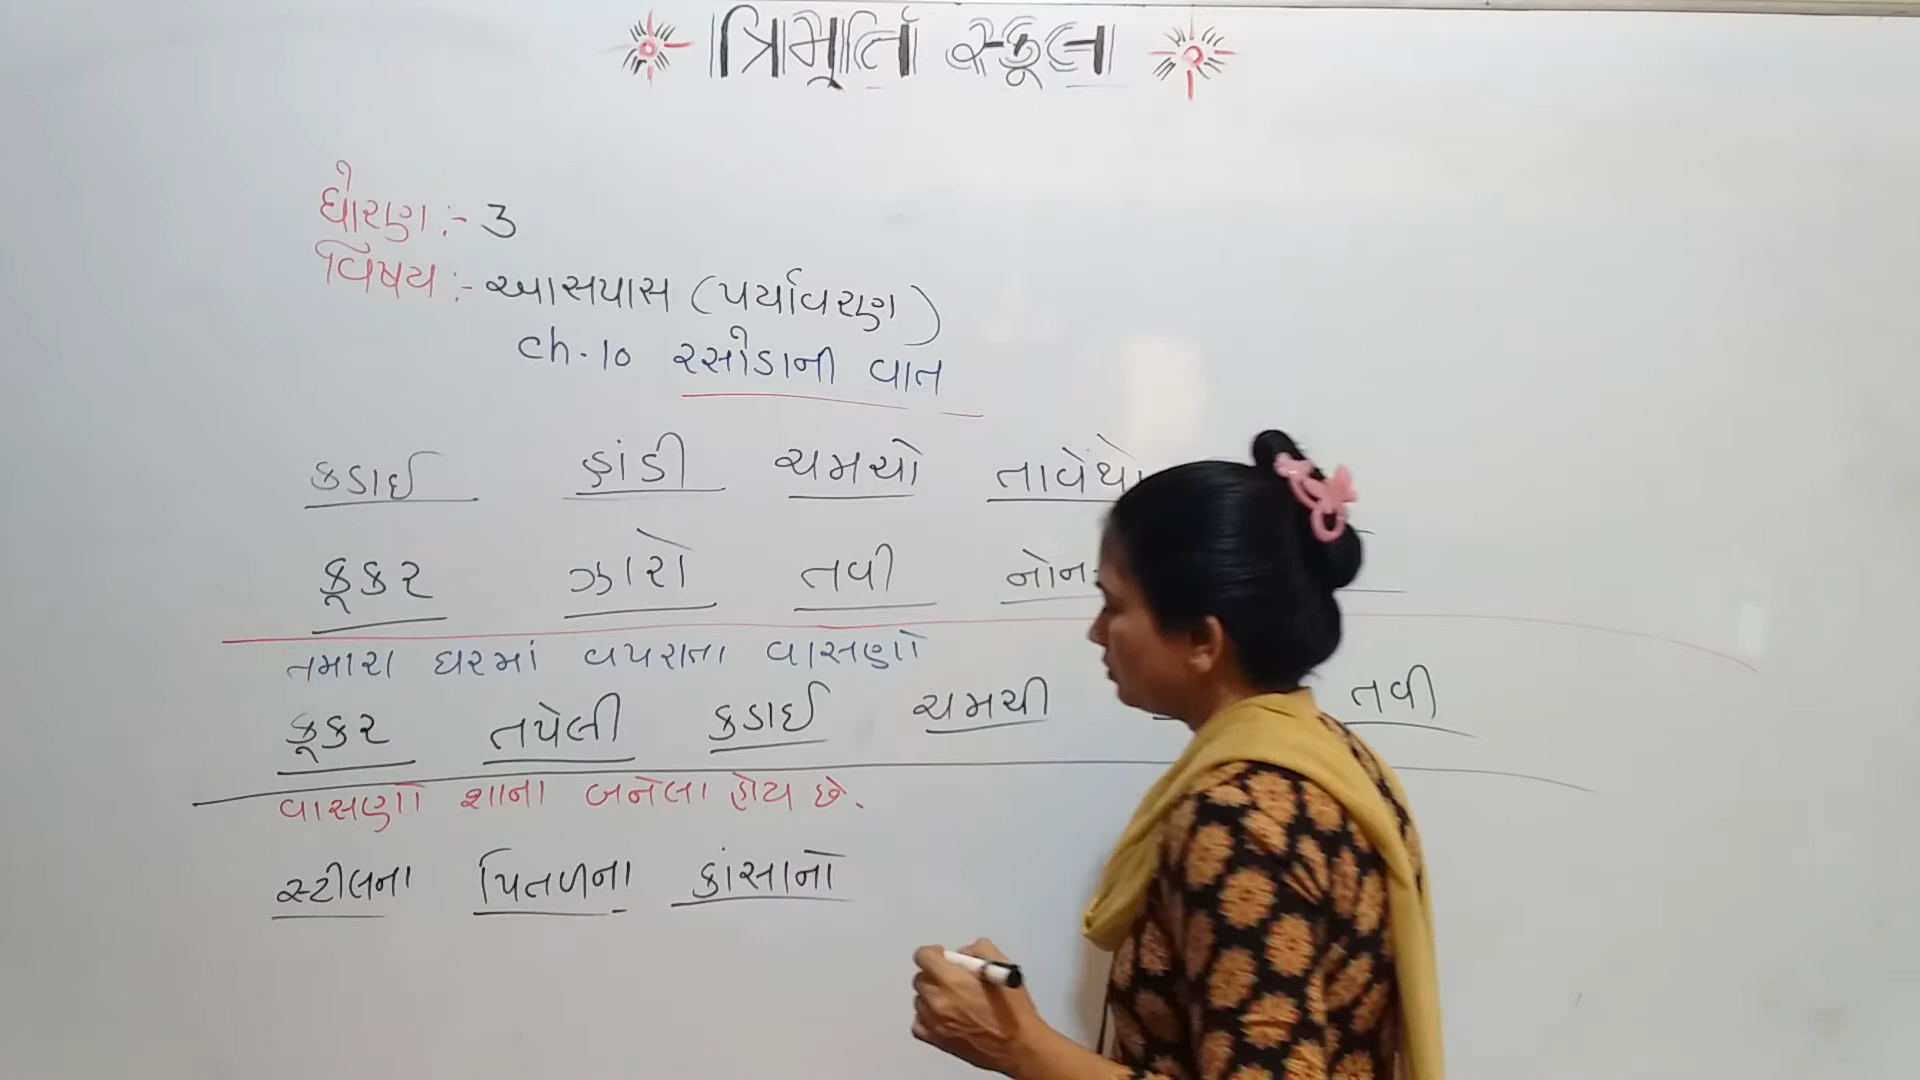 ત્રિમૂર્તિ સ્કૂલ
ધોરણ :- 3
વિષય :- આસપાસ (પર્યાવરણ)
ch. 10 રસોડાની વાત
કડાઈ હાંડી ચમચો તાવેથો
કૂકર ઝારો તવી
તમારા ઘરમાં વપરાતા વાસણો
કૂકર તપેલી કડાઈ ચમચી તવી
વાસણો શાના બનેલા હોય છે.
સ્ટીલના પિતળના કાંસાનો